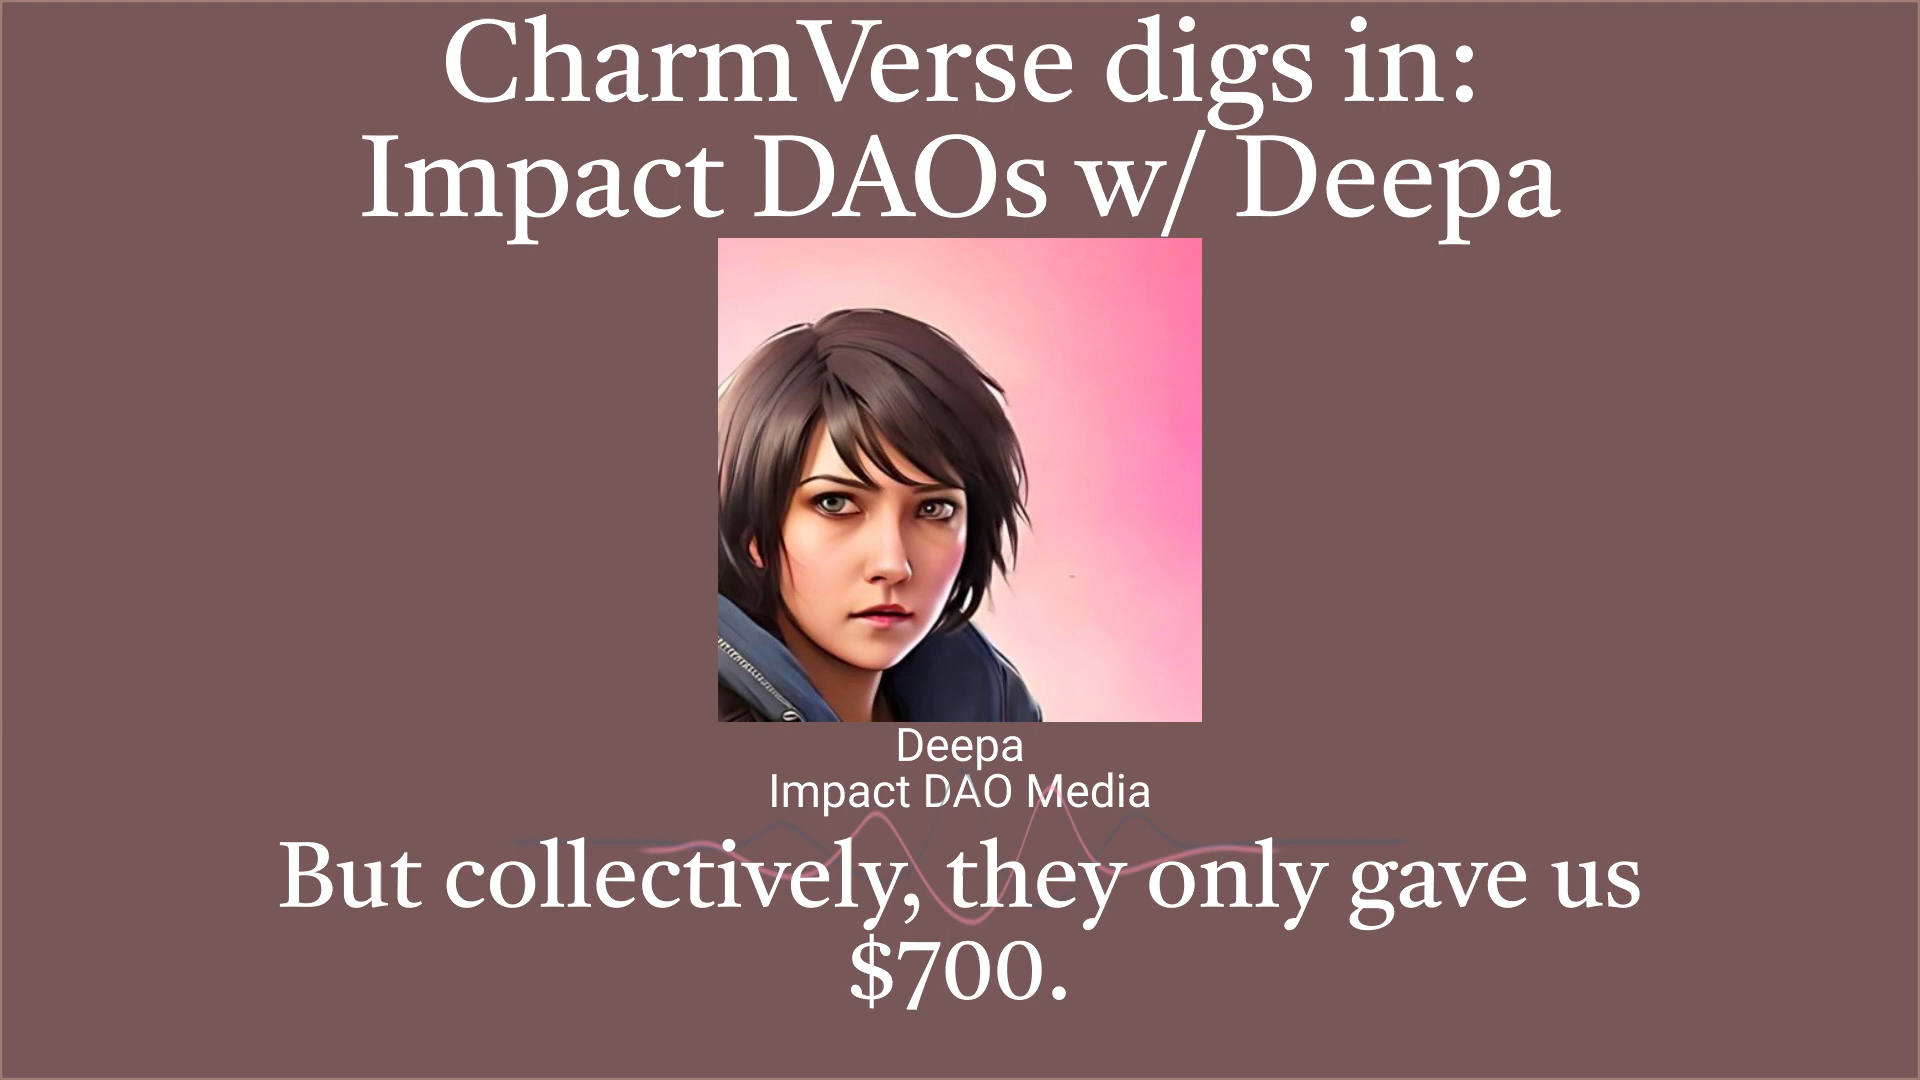 CharmVerse digs in:
Impact DAOs w/ Deepa
Deepa
Impact DAO Media
But collectively, they only gave us
$700.